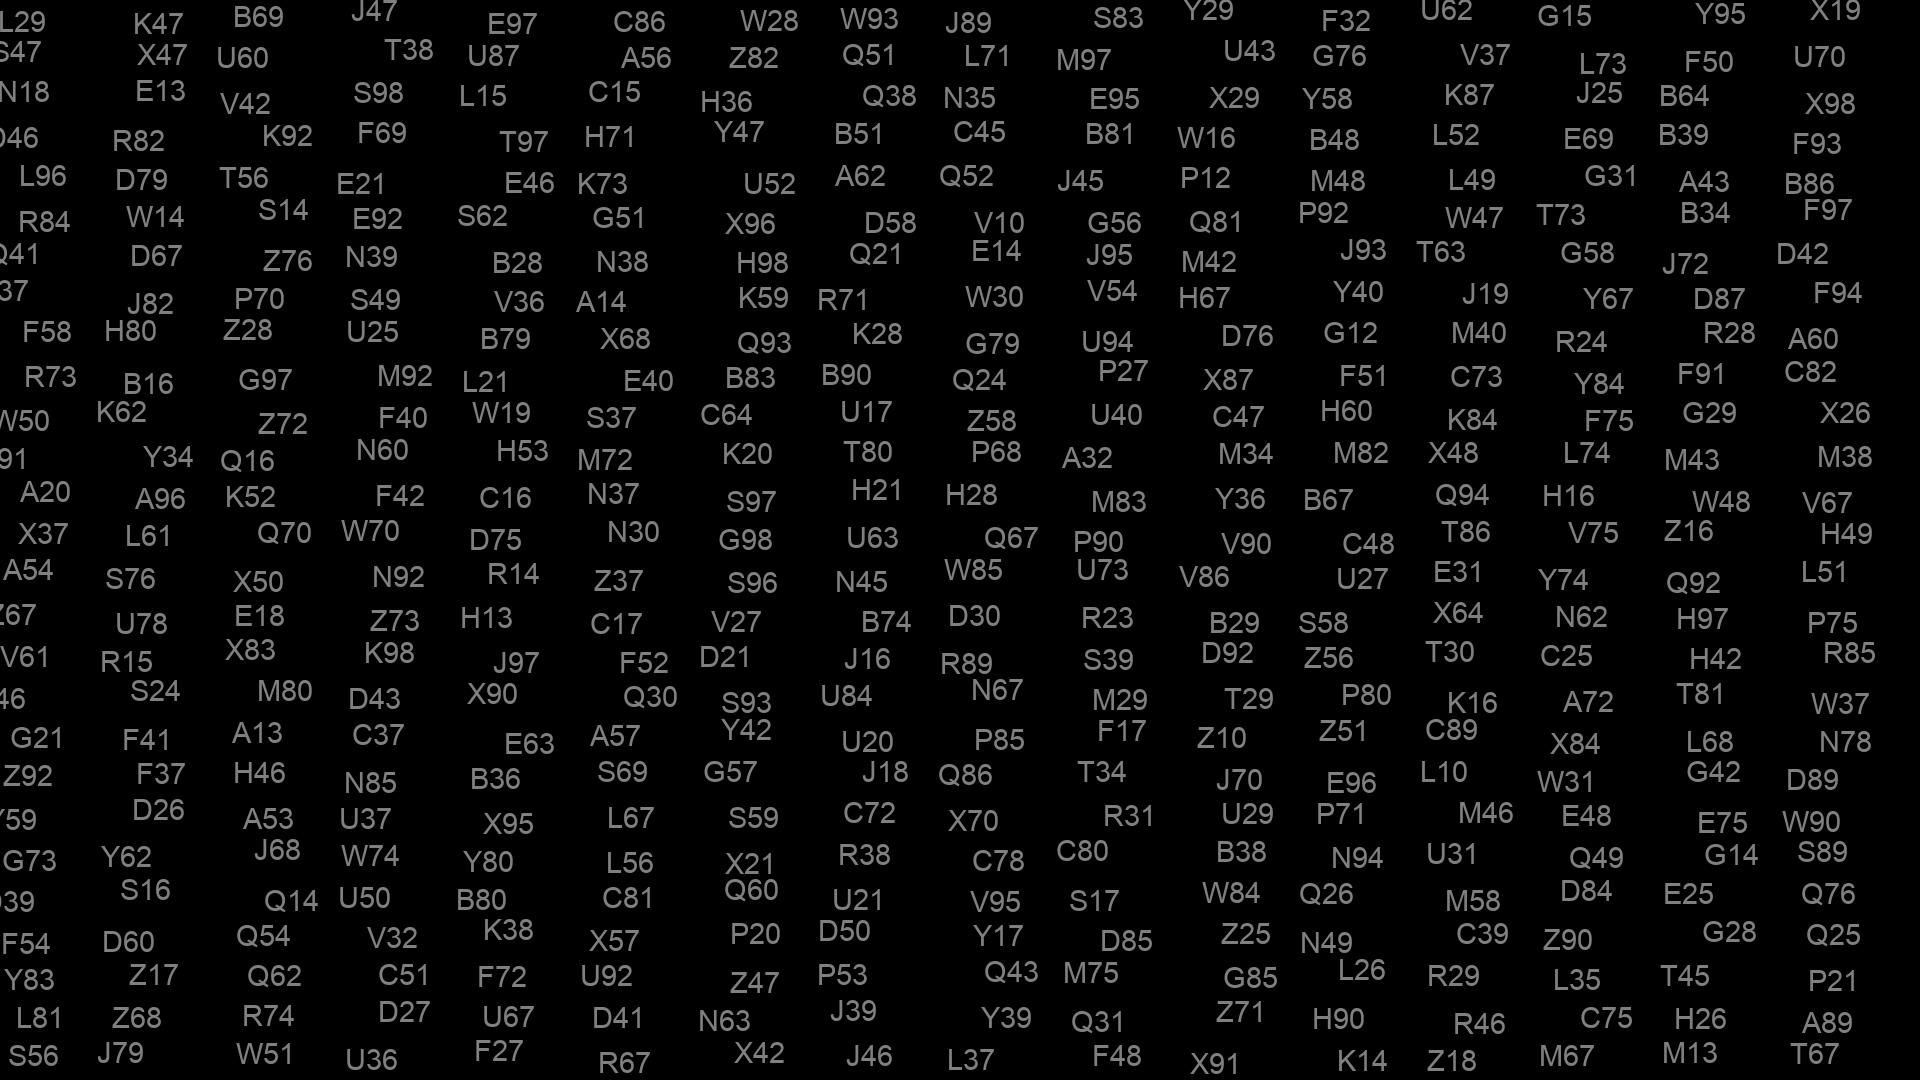 L29 K47 B69 J47 E97 C86 W28 W93 J89 S83 Y29 F32 U62 G15 Y95 X19
S47 X47 U60 T38 U87 A56 Z82 Q51 L71 M97 U43 G76 V37 L73 F50 U70
N18 E13 V42 S98 L15 C15 H36 Q38 N35 E95 X29 Y58 K87 J25 B64 X98
R82 K92 F69 T97 H71 Y47 B51 C45 B81 W16 B48 L52 E69 B39 F93
L96 D79 T56 E21 E46 K73 U52 A62 Q52 J45 P12 M48 L49 G31 A43 B86
R84 W14 S14 E92 S62 G51 X96 D58 V10 G56 Q81 P92 W47 T73 B34 F97
Q41 D67 Z76 N39 B28 N38 H98 Q21 E14 J95 M42 J93 T63 G58 J72 D42
37 J82 P70 S49 V36 A14 K59 R71 W30 V54 H67 Y40 J19 Y67 D87 F94
F58 H80 Z28 U25 B79 X68 Q93 K28 G79 U94 D76 G12 M40 R24 R28 A60
R73 B16 G97 M92 L21 E40 B83 B90 Q24 P27 X87 F51 C73 Y84 F91 C82
W50 K62 Z72 F40 W19 S37 C64 U17 Z58 U40 C47 H60 K84 F75 G29 X26
91 Y34 Q16 N60 H53 M72 K20 T80 P68 A32 M34 M82 X48 L74 M43 M38
A20 A96 K52 F42 C16 N37 S97 H21 H28 M83 Y36 B67 Q94 H16 W48 V67
X37 L61 Q70 W70 D75 N30 G98 U63 Q67 P90 V90 C48 T86 V75 Z16 H49
A54 S76 X50 N92 R14 Z37 S96 N45 W85 U73 V86 U27 E31 Y74 Q92 L51
Z67 U78 E18 Z73 H13 C17 V27 B74 D30 R23 B29 S58 X64 N62 H97 P75
V61 R15 X83 K98 J97 F52 D21 J16 R89 S39 D92 Z56 T30 C25 H42 R85
46 S24 M80 D43 X90 Q30 S93 U84 N67 M29 T29 P80 K16 A72 T81 W37
G21 F41 A13 C37 E63 A57 Y42 U20 P85 F17 Z10 Z51 C89 X84 L68 N78
Z92 F37 H46 N85 B36 S69 G57 J18 Q86 T34 J70 E96 L10 W31 G42 D89
Y59 D26 A53 U37 X95 L67 S59 C72 X70 R31 U29 P71 M46 E48 E75 W90
G73 Y62 J68 W74 Y80 L56 X21 R38 C78 C80 B38 N94 U31 Q49 G14 S89
39 S16 Q14 U50 B80 C81 Q60 U21 V95 S17 W84 Q26 M58 D84 E25 Q76
F54 D60 Q54 V32 K38 X57 P20 D50 Y17 D85 Z25 N49 C39 Z90 G28 Q25
Y83 Z17 Q62 C51 F72 U92 Z47 P53 Q43 M75 G85 L26 R29 L35 T45 P21
L81 Z68 R74 D27 U67 D41 N63 J39 Y39 Q31 Z71 H90 R46 C75 H26 A89
S56 J79 W51 U36 F27 R67 X42 J46 L37 F48 X91 K14 Z18 M67 M13 T67